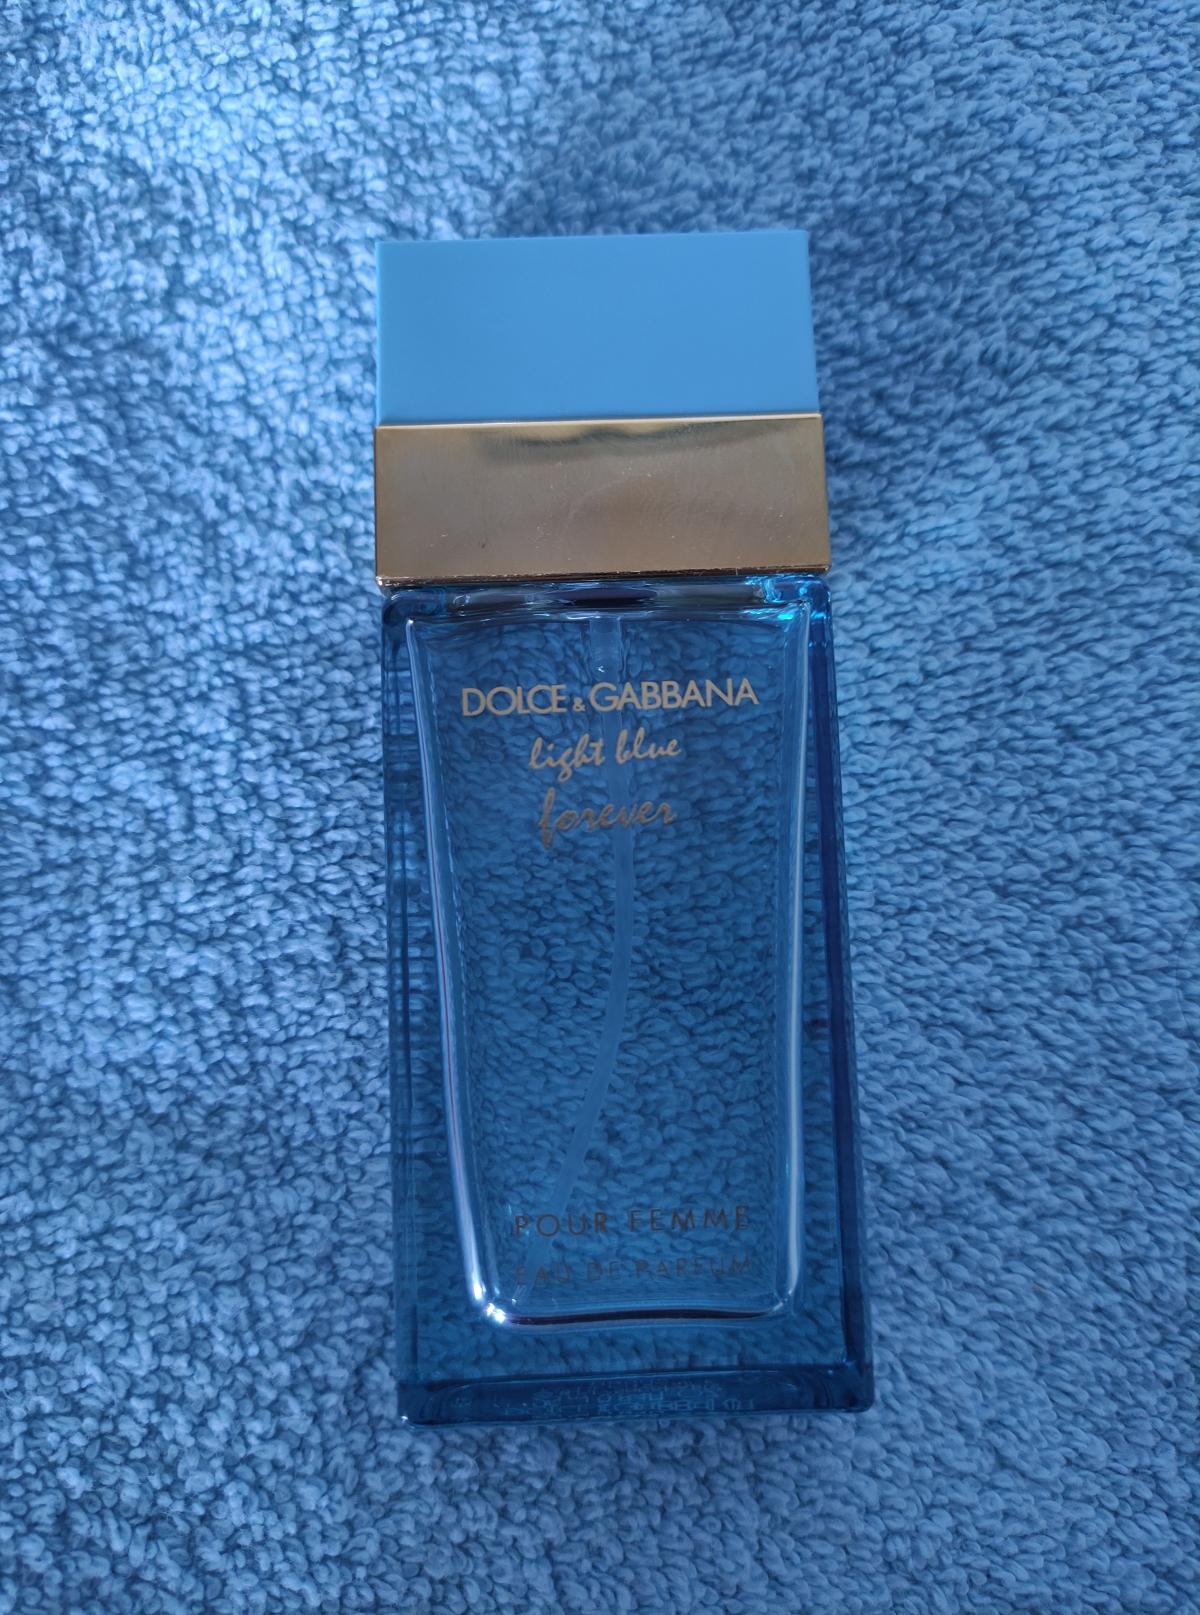 DOLCE & GABBANA
light blue
forever
POUR FEMME
EAU DE PARFUM